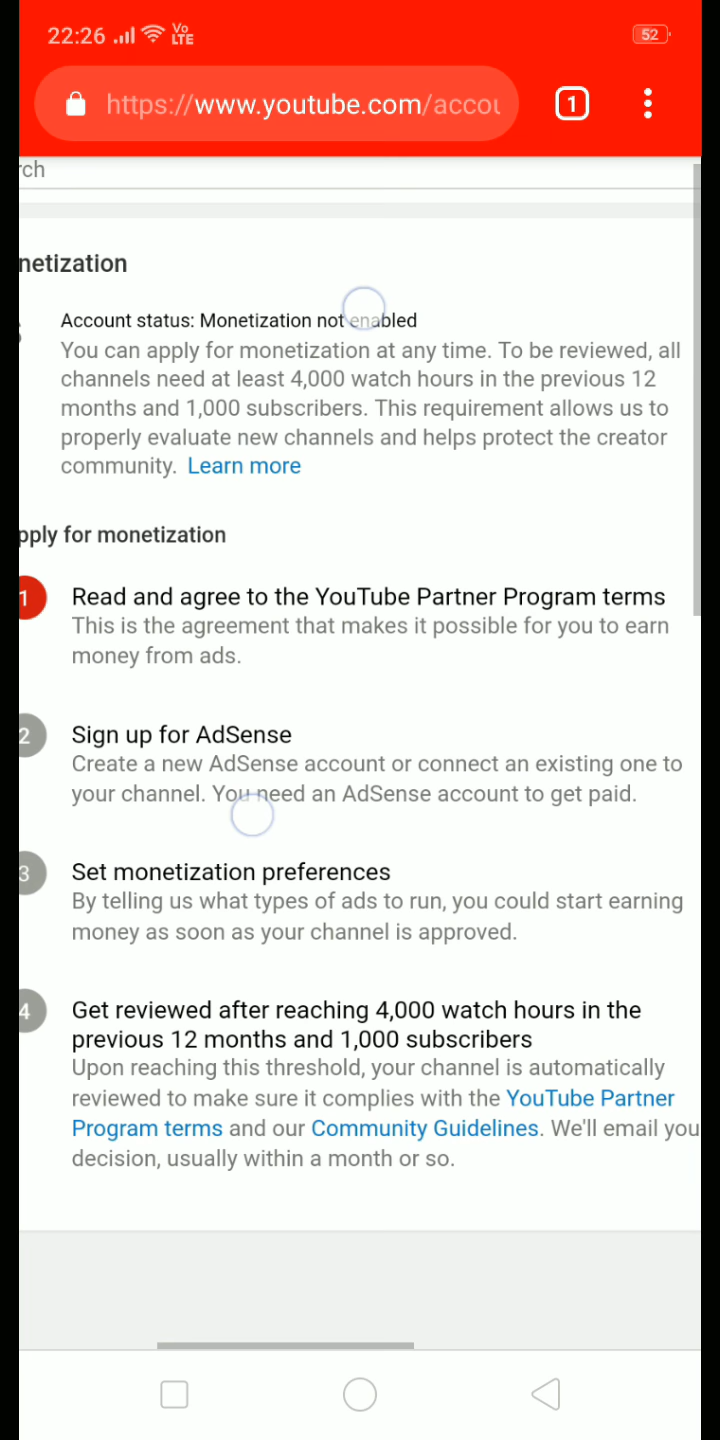 22:26 Vo LTE 52
https://www.youtube.com/accou 1
rch
netization
Account status: Monetization not enabled
You can apply for monetization at any time. To be reviewed, all
channels need at least 4,000 watch hours in the previous 12
months and 1,000 subscribers. This requirement allows us to
properly evaluate new channels and helps protect the creator
community. Learn more
pply for monetization
1 Read and agree to the YouTube Partner Program terms
This is the agreement that makes it possible for you to earn
money from ads.
2 Sign up for AdSense
Create a new AdSense account or connect an existing one to
your channel. You need an AdSense account to get paid.
3 Set monetization preferences
By telling us what types of ads to run, you could start earning
money as soon as your channel is approved.
4 Get reviewed after reaching 4,000 watch hours in the
previous 12 months and 1,000 subscribers
Upon reaching this threshold, your channel is automatically
reviewed to make sure it complies with the YouTube Partner
Program terms and our Community Guidelines. We'll email you
decision, usually within a month or so.